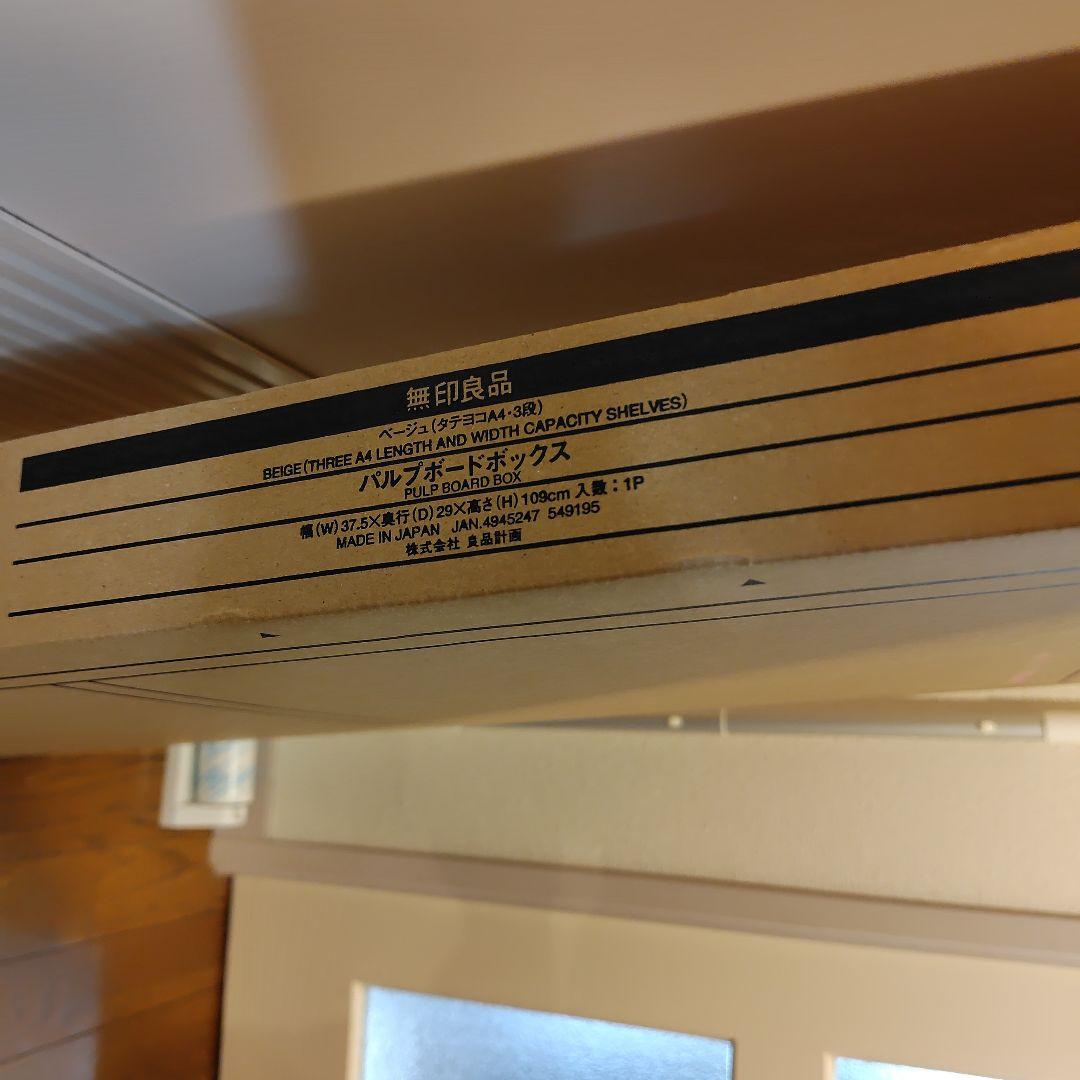 無印良品
ベージュ(タテヨコA4・3段)
BEIGE(THREE A4 LENGTH AND WIDTH CAPACITY SHELVES)
パルプボードボックス
PULP BOARD BOX
幅(W)37.5×奥行(D)29×高さ(H)109cm 入数:1P
MADE IN JAPAN JAN.4945247 549195
株式会社 良品計画